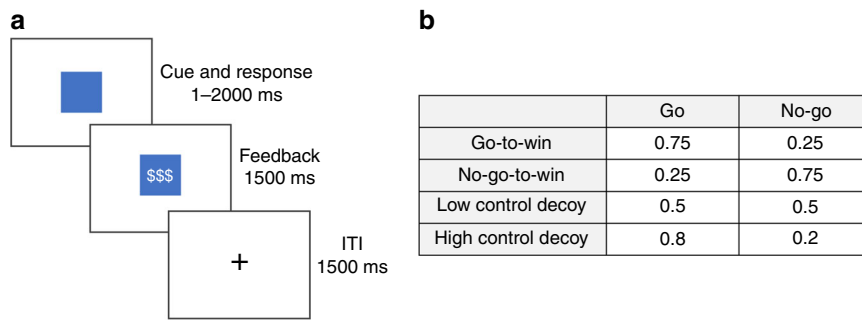 a
Cue and response
1–2000 ms
$$$
Feedback
1500 ms
+
ITI
1500 ms
b
Go No-go
Go-to-win 0.75 0.25
No-go-to-win 0.25 0.75
Low control decoy 0.5 0.5
High control decoy 0.8 0.2